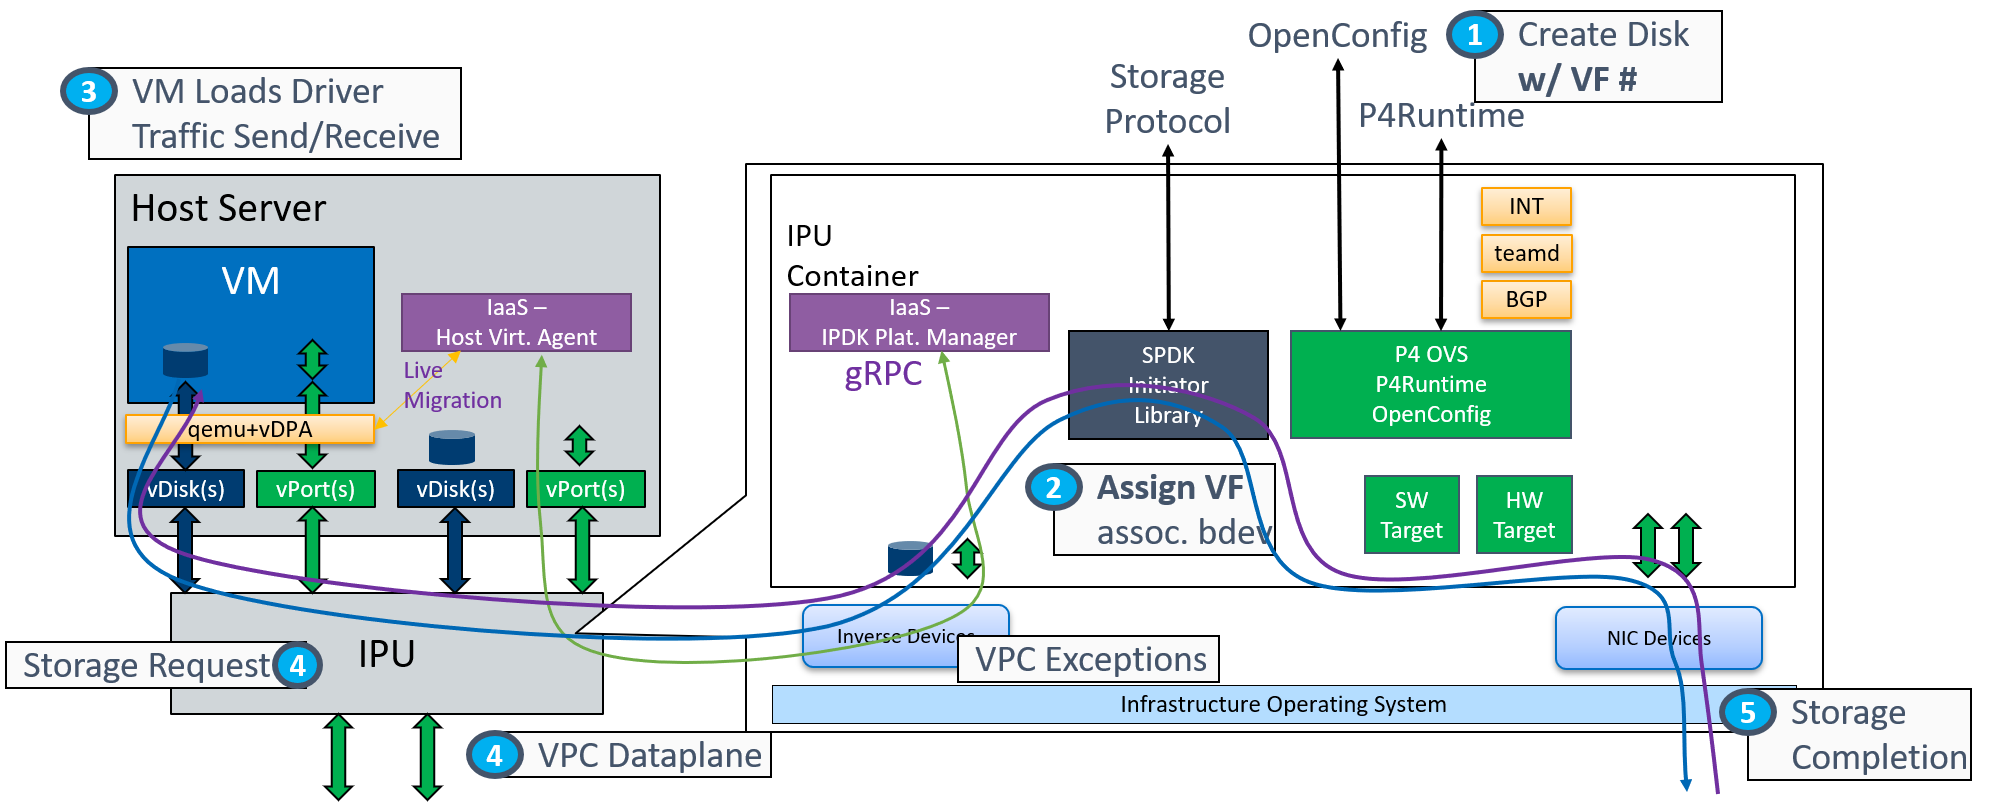 OpenConfig
1
Create Disk
w/ VF #
Storage
Protocol
P4Runtime
3
VM Loads Driver
Traffic Send/Receive
Host Server
VM
IaaS –
Host Virt. Agent
Live
Migration
qemu+vDPA
vDisk(s)
vPort(s)
vDisk(s)
vPort(s)
IPU
Container
IaaS –
IPDK Plat. Manager
gRPC
SPDK
Initiator
Library
INT
teamd
BGP
P4 OVS
P4Runtime
OpenConfig
2
Assign VF
assoc. bdev
SW
Target
HW
Target
Inverse Devices
NIC Devices
VPC Exceptions
Infrastructure Operating System
Storage Request
4
IPU
4
VPC Dataplane
5
Storage
Completion